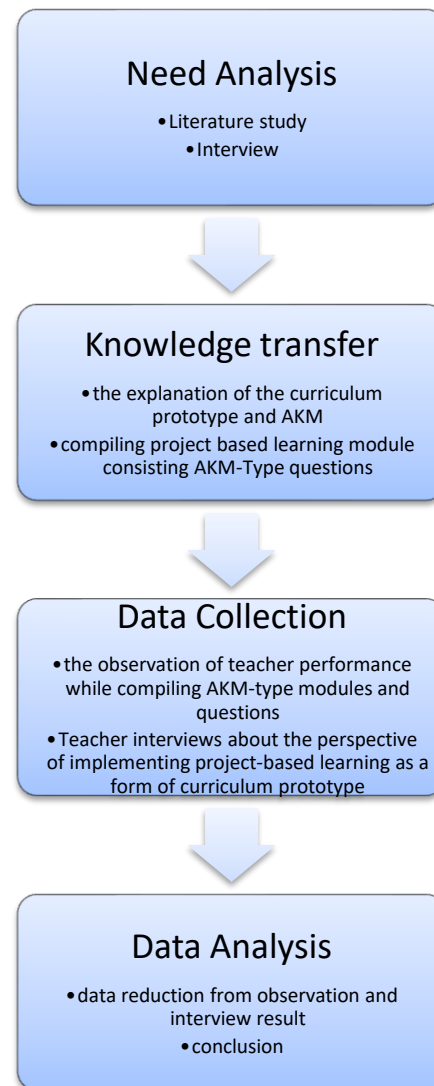 Need Analysis
•Literature study
•Interview
Knowledge transfer
•the explanation of the curriculum
prototype and AKM
•compiling project based learning module
consisting AKM-Type questions
Data Collection
•the observation of teacher performance
while compiling AKM-type modules and
questions
•Teacher interviews about the perspective
of implementing project-based learning as a
form of curriculum prototype
Data Analysis
•data reduction from observation and
interview result
•conclusion